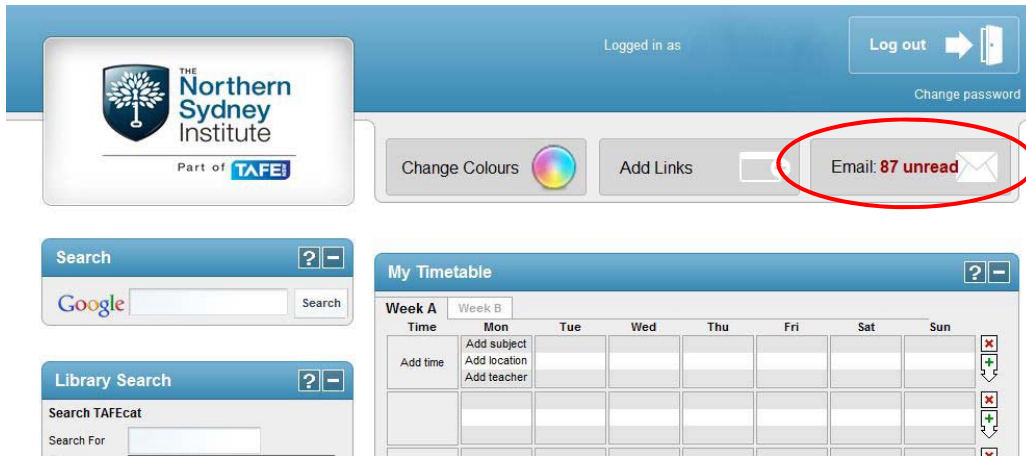 Logged in as
Log out
Change password
THE
Northern
Sydney
Institute
Part of TAFE
Change Colours
Add Links
Email: 87 unread
Search
?
Google
Search
My Timetable
?
Week A
Week B
Time Mon Tue Wed Thu Fri Sat Sun
Add time
Add subject
Add location
Add teacher
Library Search
?
Search TAFEcat
Search For